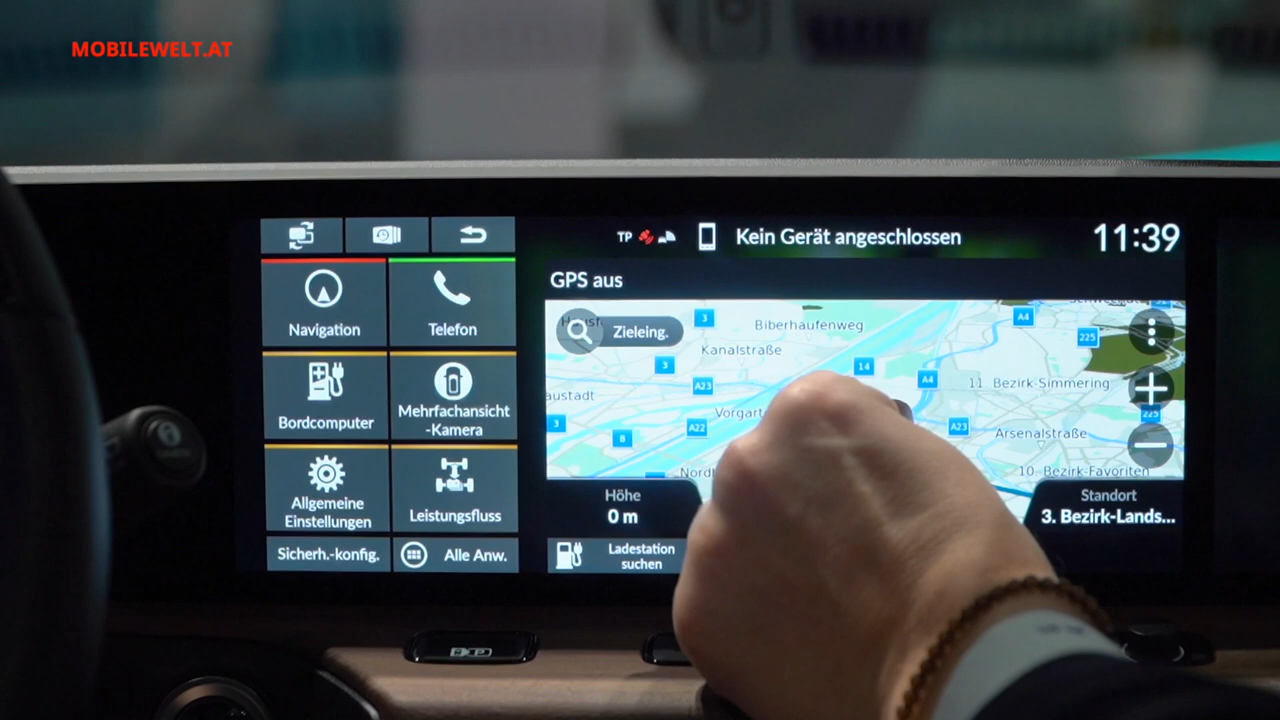 MOBILEWELT.AT
TP
Kein Gerät angeschlossen
11:39
GPS aus
Navigation
Telefon
Bordcomputer
Mehrfachansicht
-Kamera
Allgemeine
Einstellungen
Leistungsfluss
Sicherh.-konfig.
Alle Anw.
Zieleing.
3
Biberhaufenweg
A4
225
Kanalstraße
3
14
A23
A4
11. Bezirk-Simmering
austadt
3
8
A22
Vorgart
A23
225
Arsenalstraße
Nordb
10. Bezirk-Favoriten
Höhe
0 m
Standort
3. Bezirk-Lands...
Ladestation
suchen